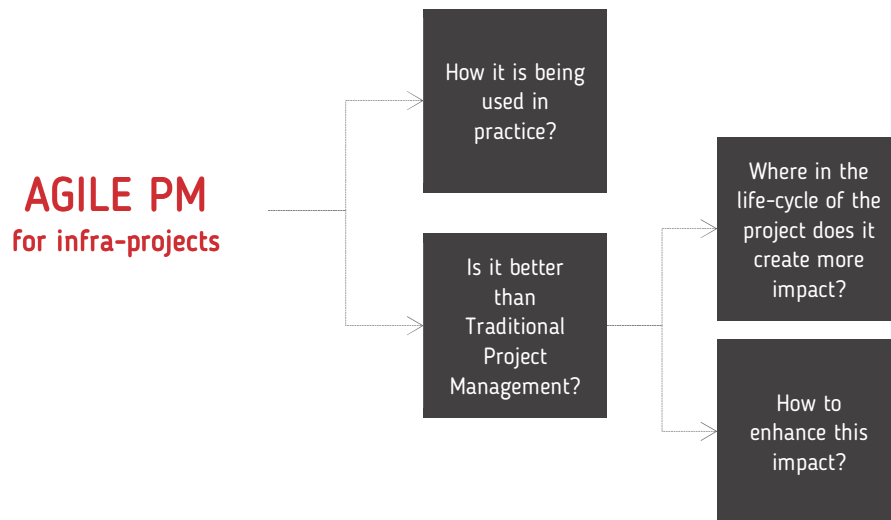 AGILE PM
for infra-projects
How it is being
used in
practice?
Is it better
than
Traditional
Project
Management?
Where in the
life-cycle of the
project does it
create more
impact?
How to
enhance this
impact?